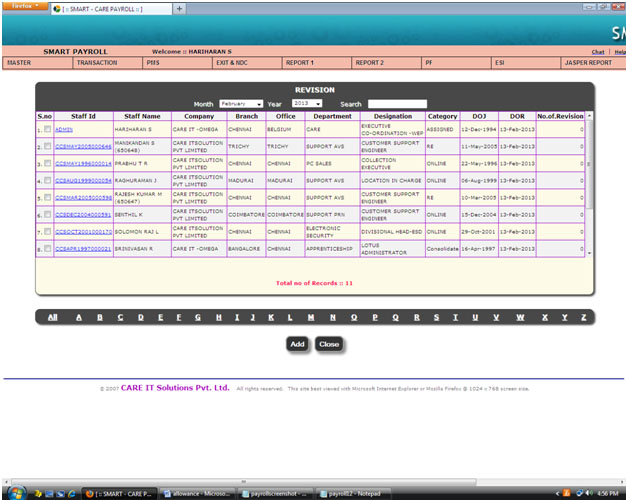 firefox
[ :: SMART - CARE PAYROLL :: ]
SM
SMART PAYROLL Welcome :: HARIHARAN S Chat | Help
MASTER TRANSACTION PMS EXIT & NDC REPORT 1 REPORT 2 PF ESI JASPER REPORT
REVISION
Month February Year 2013 Search
S.no Staff Id Staff Name Company Branch Office Department Designation Category DOJ DOR No.of.Revision
1. ADMIN HARIHARAN S CARE IT -OMEGA CHENNAI BELGIUM CARE EXECUTIVE CO-ORDINATION -WEP ASSIGNED 12-Dec-1994 13-Feb-2013 0
2. CCSMAY2005000646 MANIKANDAN S (650648) CARE ITSOLUTION PVT LIMITED TRICHY TRICHY SUPPORT AVS CUSTOMER SUPPORT ENGINEER RE 11-May-2005 13-Feb-2013 0
3. CCSMAY1996000014 PRABHU T R CARE ITSOLUTION PVT LIMITED CHENNAI CHENNAI PC SALES COLLECTION EXECUTIVE ONLINE 22-May-1996 13-Feb-2013 0
4. CCSAUG1999000054 RAGHURAMAN J CARE ITSOLUTION PVT LIMITED MADURAI MADURAI SUPPORT AVS LOCATION IN CHARGE ONLINE 06-Aug-1999 13-Feb-2013 0
5. CCSMAR2005000598 RAJESH KUMAR M (650647) CARE ITSOLUTION PVT LIMITED CHENNAI CHENNAI SUPPORT AVS CUSTOMER SUPPORT ENGINEER RE 10-Mar-2005 13-Feb-2013 0
6. CCSDEC2004000591 SENTHIL K CARE ITSOLUTION PVT LIMITED COIMBATORE COIMBATORE SUPPORT PRN CUSTOMER SUPPORT ENGINEER ONLINE 15-Dec-2004 13-Feb-2013 0
7. CCSOCT2001000170 SOLOMON RAJ L CARE ITSOLUTION PVT LIMITED CHENNAI CHENNAI ELECTRONIC SECURITY DIVISIONAL HEAD-ESD ONLINE 29-Oct-2001 13-Feb-2013 0
8. CCSAPR1997000021 SRINIVASAN R CARE IT -OMEGA BANGALORE CHENNAI APPRENTICESHIP LOTUS ADMINISTRATOR Consolidate 16-Apr-1997 13-Feb-2013 0
Total no of Records :: 11
All A B C D E F G H I J K L M N O P Q R S T U V W X Y Z
Add Close
© 2007 CARE IT Solutions Pvt. Ltd. All rights reserved. This site best viewed with Microsoft Internet Explorer or Mozilla Firefox @ 1024 x 768 screen size.
[ :: SMART - CARE P... allowance - Microso... payrollscreenshot - ... payroll02 - Notepad 4:56 PM